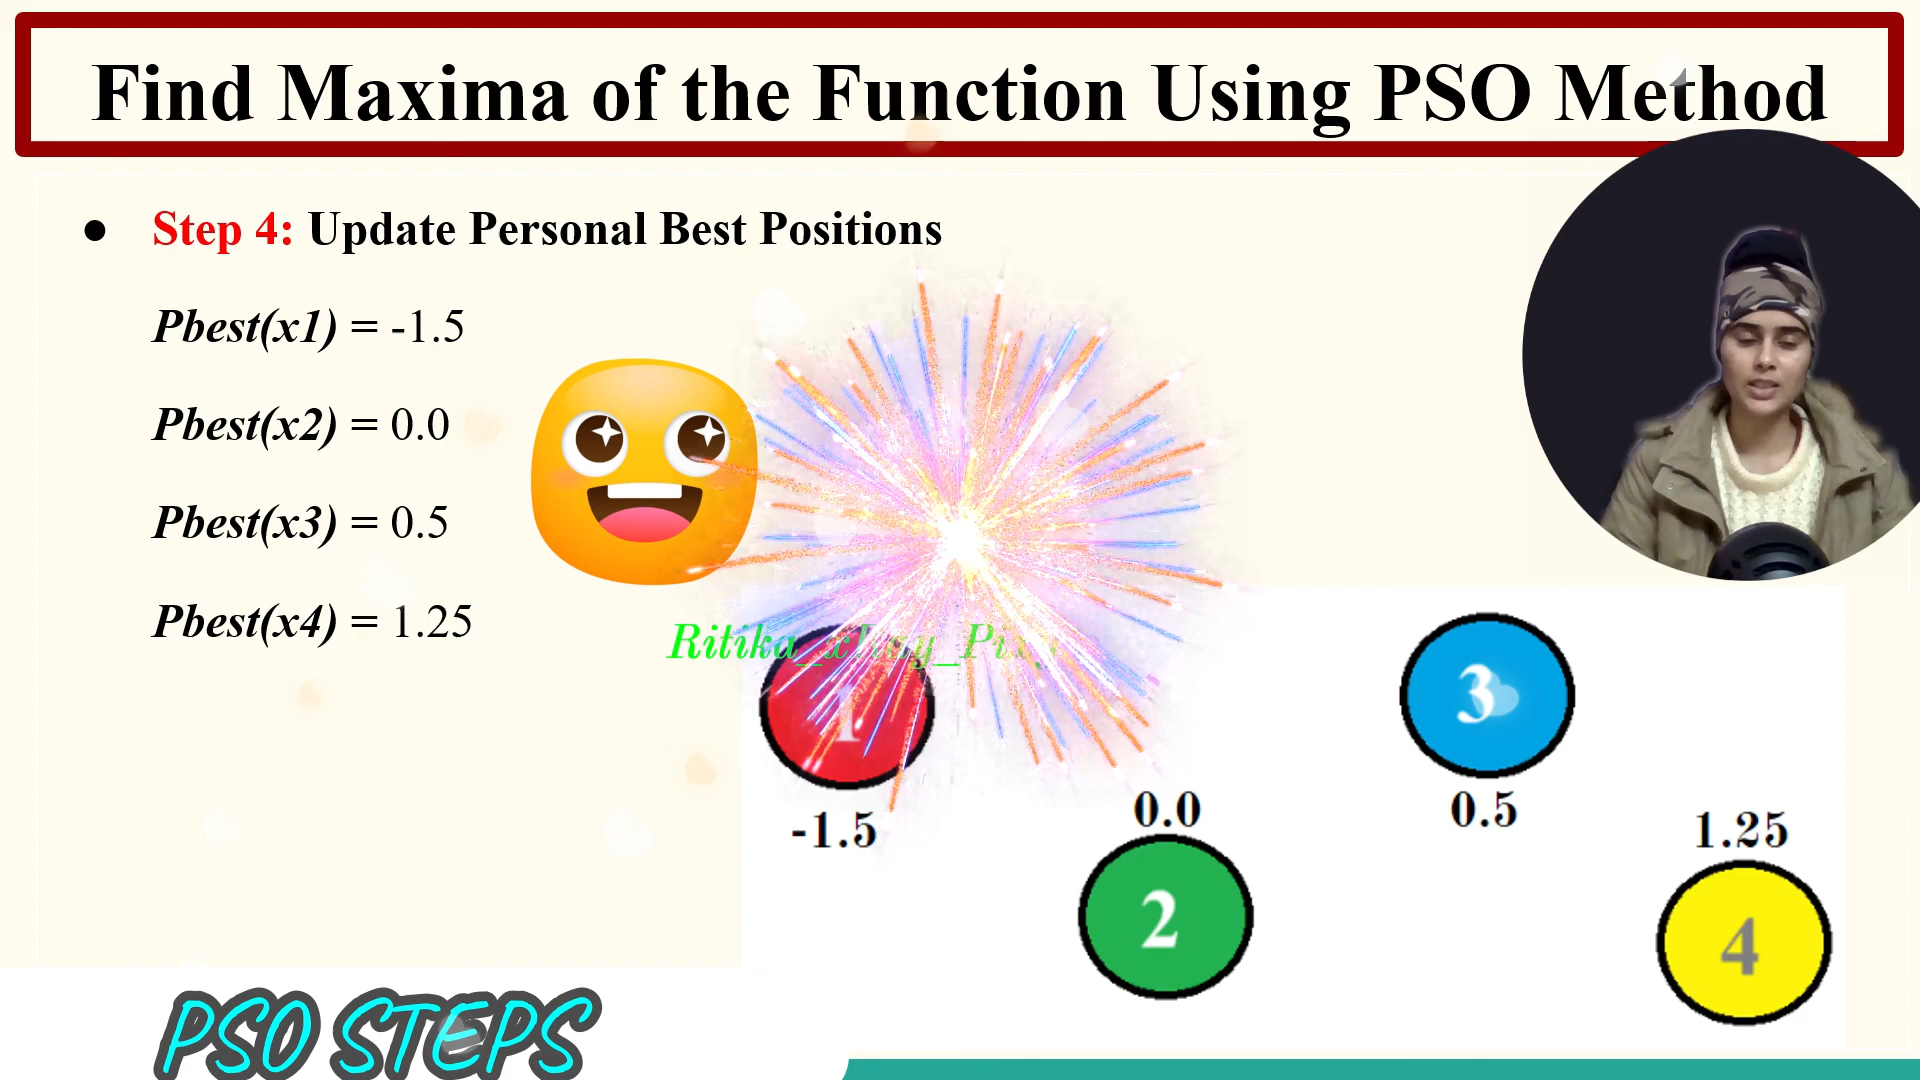 Find Maxima of the Function Using PSO Method
● Step 4: Update Personal Best Positions
Pbest(x1) = -1.5
Pbest(x2) = 0.0
Pbest(x3) = 0.5
Pbest(x4) = 1.25
1
-1.5
0.0
2
3
0.5
1.25
4
PSO STEPS